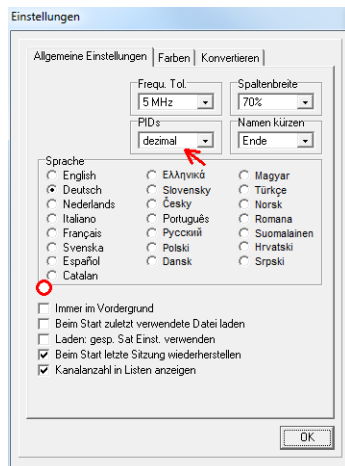 Einstellungen
Allgemeine Einstellungen Farben Konvertieren
Frequ. Tol. Spaltenbreite
5 MHz 70%
PIDs Namen kürzen
dezimal Ende
Sprache
English Ελληνικά Magyar
Deutsch Slovensky Türkçe
Nederlands Česky Norsk
Italiano Português Romana
Français Русский Suomalainen
Svenska Polski Hrvatski
Español Dansk Srpski
Catalan
Immer im Vordergrund
Beim Start zuletzt verwendete Datei laden
Laden: gesp. Sat Einst. verwenden
Beim Start letzte Sitzung wiederherstellen
Kanalanzahl in Listen anzeigen
OK